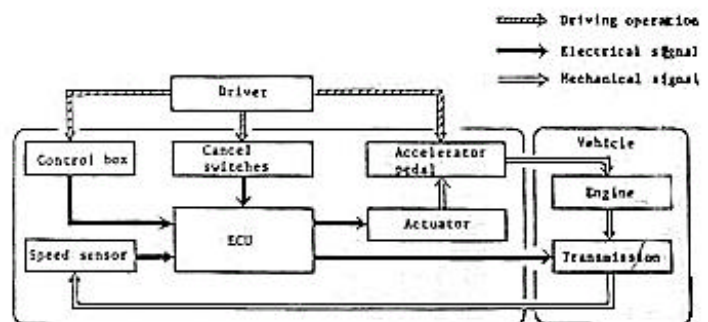 Driving operation
Electrical signal
Mechanical signal
Driver
Control box
Cancel
switches
Accelerator
pedal
Vehicle
Engine
ECU
Actuator
Speed sensor
Transmission